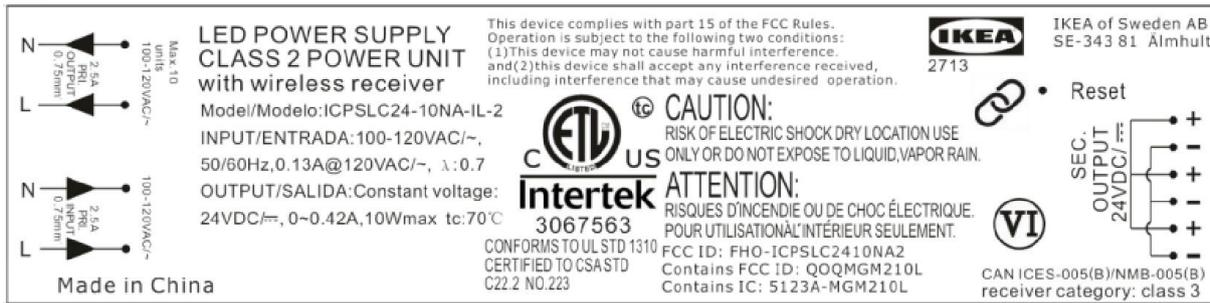 N
L
2.5A
PRI.
OUTPUT
0.75mm
Max.10
units
100-120VAC/~
N
L
2.5A
PRI.
INPUT
0.75mm
100-120VAC/~
Made in China
LED POWER SUPPLY
CLASS 2 POWER UNIT
with wireless receiver
Model/Modelo:ICPSLC24-10NA-IL-2
INPUT/ENTRADA:100-120VAC/~,
50/60Hz,0.13A@120VAC/~, λ:0.7
OUTPUT/SALIDA:Constant voltage:
24VDC/⎓, 0~0.42A,10Wmax tc:70℃
This device complies with part 15 of the FCC Rules.
Operation is subject to the following two conditions:
(1)This device may not cause harmful interference.
and(2)this device shall accept any interference received,
including interference that may cause undesired operation.
C ETL US
LISTED
Intertek
3067563
CONFORMS TO UL STD 1310
CERTIFIED TO CSA STD
C22.2 NO.223
tc
CAUTION:
RISK OF ELECTRIC SHOCK DRY LOCATION USE
ONLY OR DO NOT EXPOSE TO LIQUID,VAPOR RAIN.
ATTENTION:
RISQUES D'INCENDIE OU DE CHOC ÉLECTRIQUE.
POUR UTILISATIONÀL'INTÉRIEUR SEULEMENT.
FCC ID: FHO-ICPSLC2410NA2
Contains FCC ID: QOQMGM210L
Contains IC: 5123A-MGM210L
IKEA
2713
IKEA of Sweden AB
SE-343 81 Älmhult
Reset
SEC.
OUTPUT
24VDC/⎓
+
-
+
-
+
-
VI
CAN ICES-005(B)/NMB-005(B)
receiver category: class 3